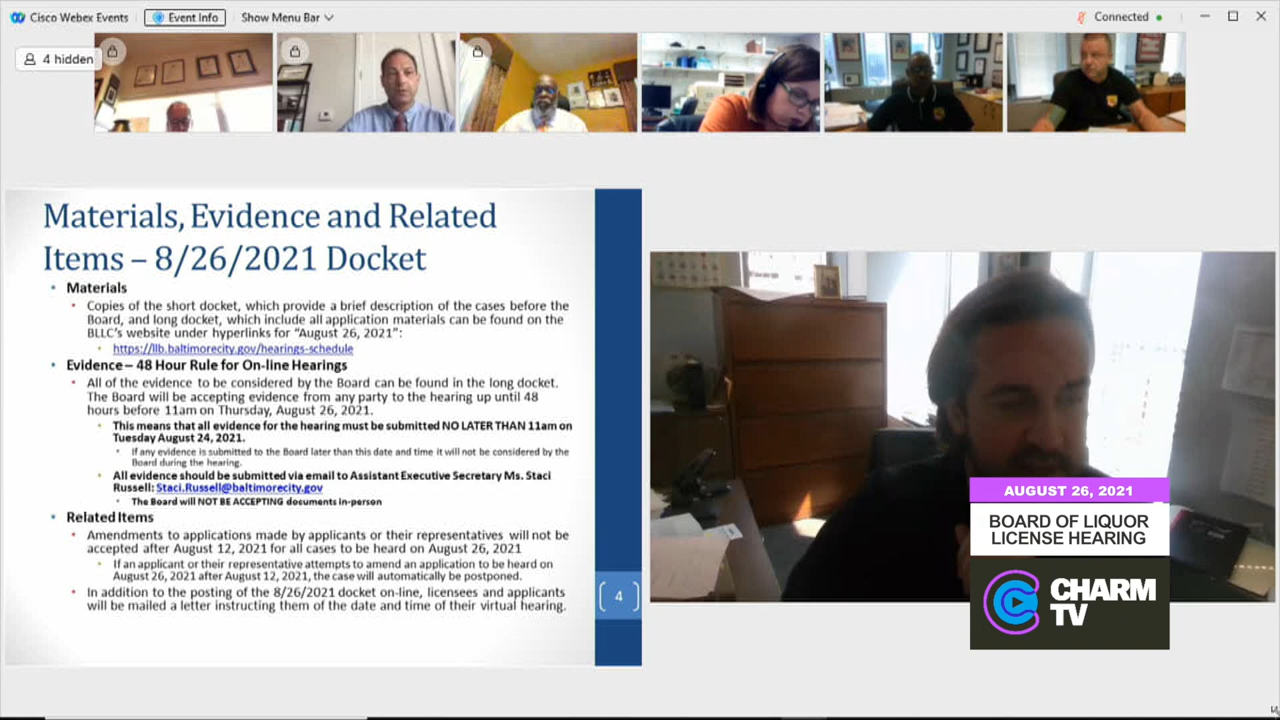 Cisco Webex Events
Event Info
Show Menu Bar
Connected
4 hidden
Materials, Evidence and Related
Items – 8/26/2021 Docket
• Materials
• Copies of the short docket, which provide a brief description of the cases before the
Board, and long docket, which include all application materials can be found on the
BLLC's website under hyperlinks for "August 26, 2021":
• https://llb.baltimorecity.gov/hearings-schedule
• Evidence – 48 Hour Rule for On-line Hearings
• All of the evidence to be considered by the Board can be found in the long docket.
The Board will be accepting evidence from any party to the hearing up until 48
hours before 11am on Thursday, August 26, 2021.
• This means that all evidence for the hearing must be submitted NO LATER THAN 11am on
Tuesday August 24, 2021.
• If any evidence is submitted to the Board later than this date and time it will not be considered by the
Board during the hearing.
• All evidence should be submitted via email to Assistant Executive Secretary Ms. Staci
Russell: Staci.Russell@baltimorecity.gov
• The Board will NOT BE ACCEPTING documents in-person
• Related Items
• Amendments to applications made by applicants or their representatives will not be
accepted after August 12, 2021 for all cases to be heard on August 26, 2021
• If an applicant or their representative attempts to amend an application to be heard on
August 26, 2021 after August 12, 2021, the case will automatically be postponed.
• In addition to the posting of the 8/26/2021 docket on-line, licensees and applicants
will be mailed a letter instructing them of the date and time of their virtual hearing.
4
AUGUST 26, 2021
BOARD OF LIQUOR
LICENSE HEARING
CHARM
TV